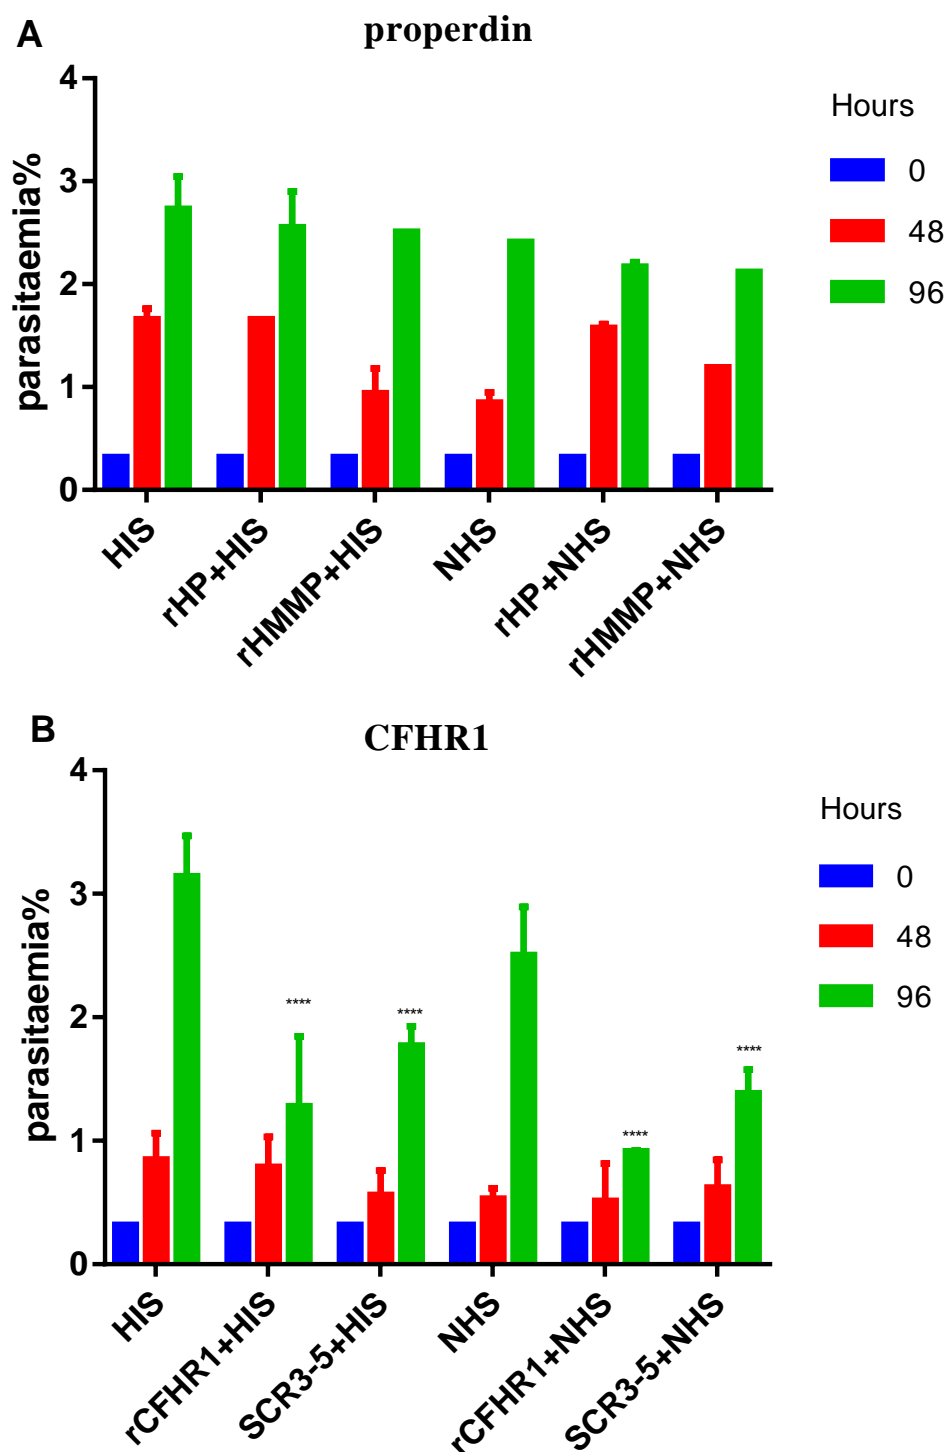 A
properdin
parasitaemia%
4
3
2
1
0
Hours
0
48
96
HIS
rHP+HIS
rHMMP+HIS
NHS
rHP+NHS
rHMMP+NHS
B
CFHR1
parasitaemia%
4
3
2
1
0
Hours
0
48
96
****
****
****
****
HIS
rCFHR1+HIS
SCR3-5+HIS
NHS
rCFHR1+NHS
SCR3-5+NHS